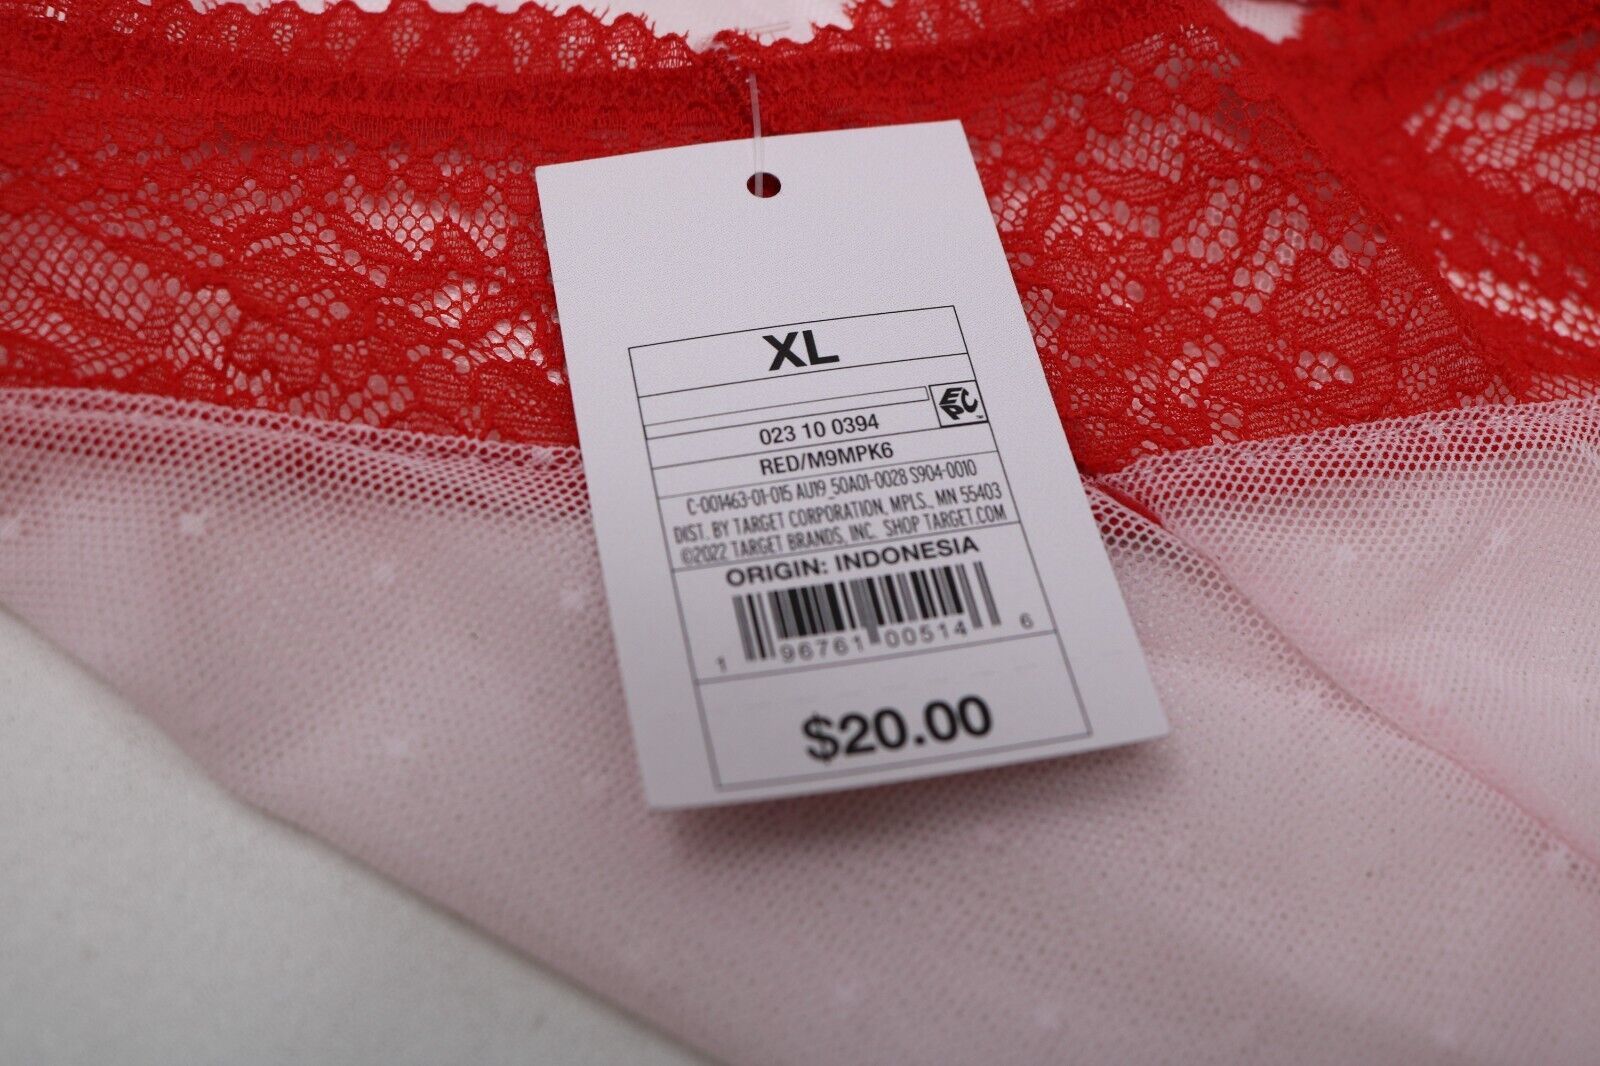 XL
EPC™
023 10 0394
RED/M9MPK6
C-001463-01-015 AU19_50A01-0028 S904-0010
DIST. BY TARGET CORPORATION, MPLS., MN 55403
©2022 TARGET BRANDS, INC. SHOP TARGET.COM
ORIGIN: INDONESIA
1 96761 00514 6
$20.00